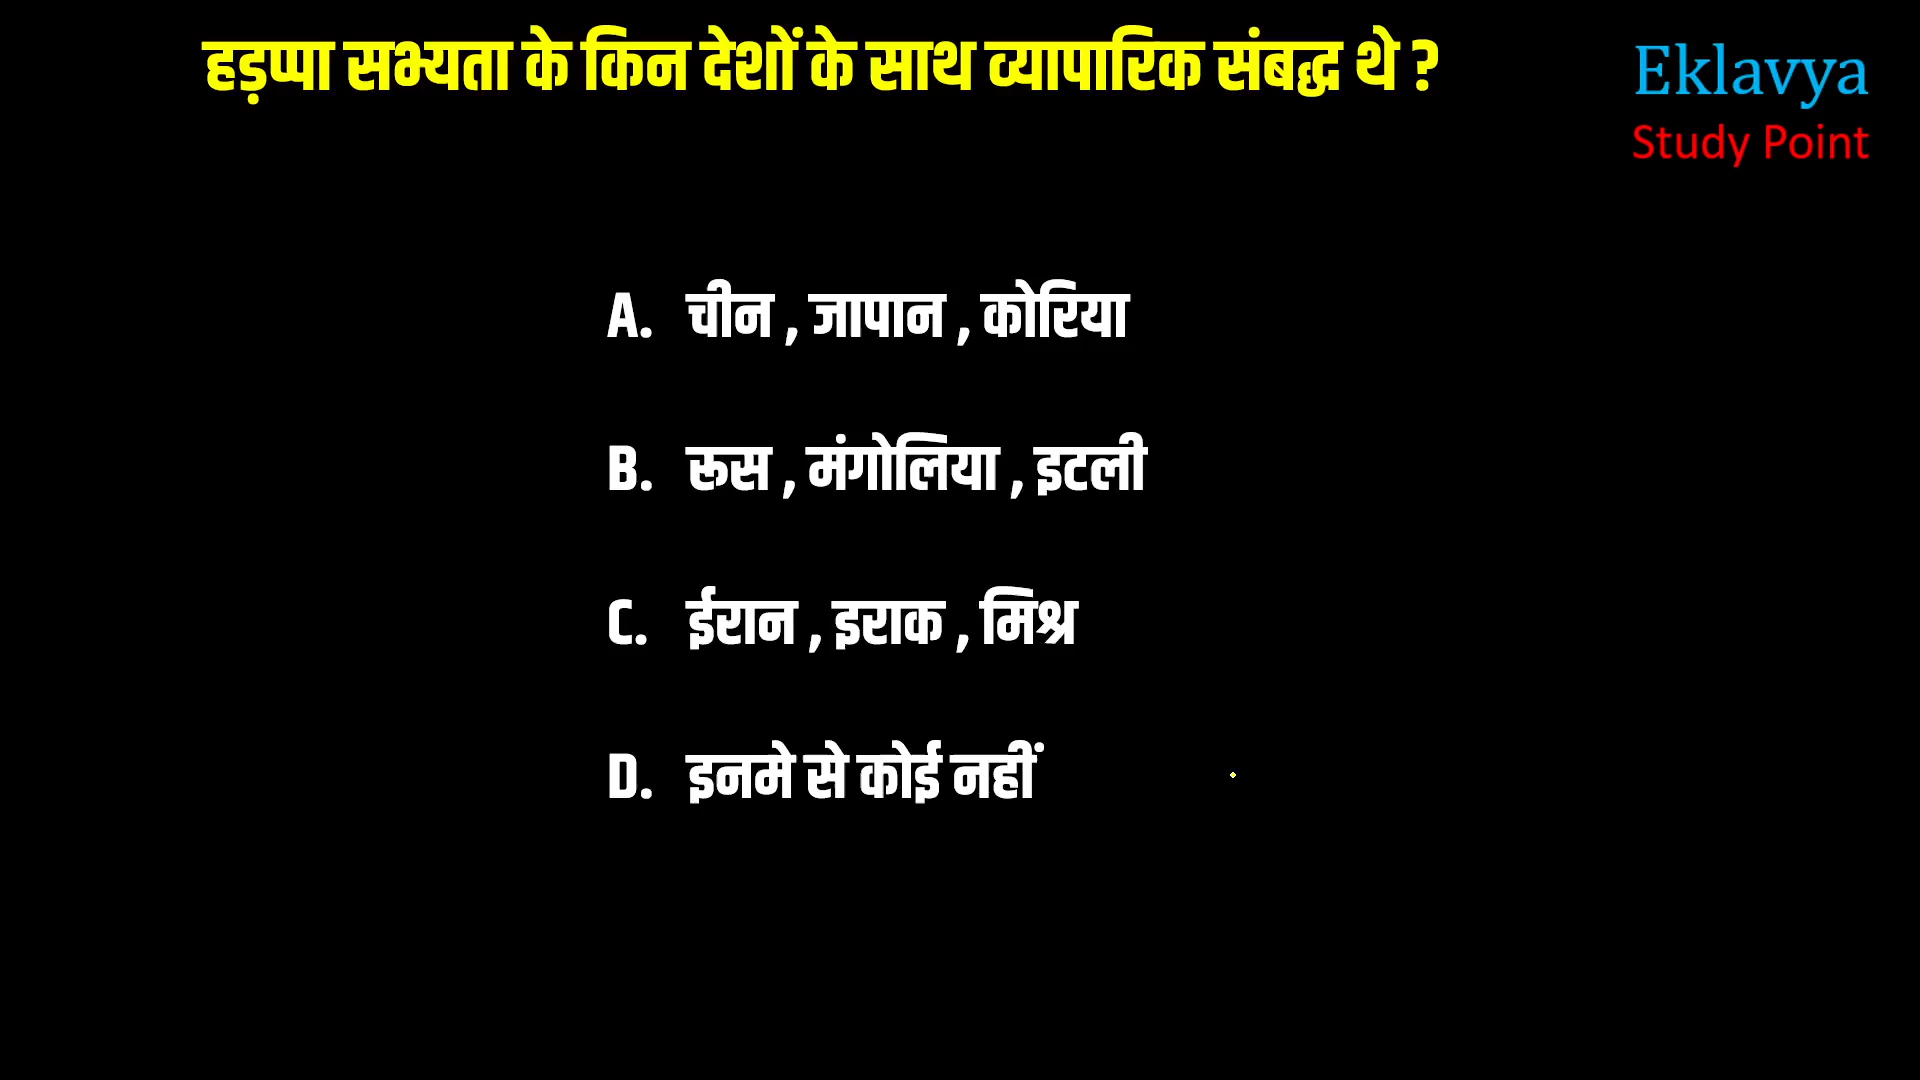 हड़प्पा सभ्यता के किन देशों के साथ व्यापारिक संबद्ध थे ?
Eklavya
Study Point
A. चीन , जापान , कोरिया
B. रूस , मंगोलिया , इटली
C. ईरान , इराक , मिश्र
D. इनमे से कोई नहीं